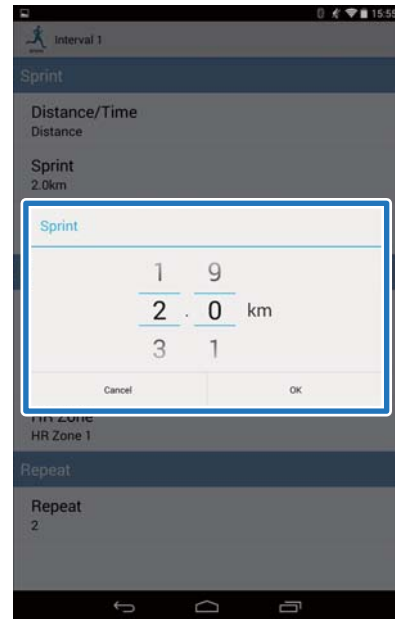 15:55
Interval 1
Sprint
Distance/Time
Distance
Sprint
2.0km
Sprint
1 9
2 . 0 km
3 1
Cancel OK
HR Zone
HR Zone 1
Repeat
Repeat
2